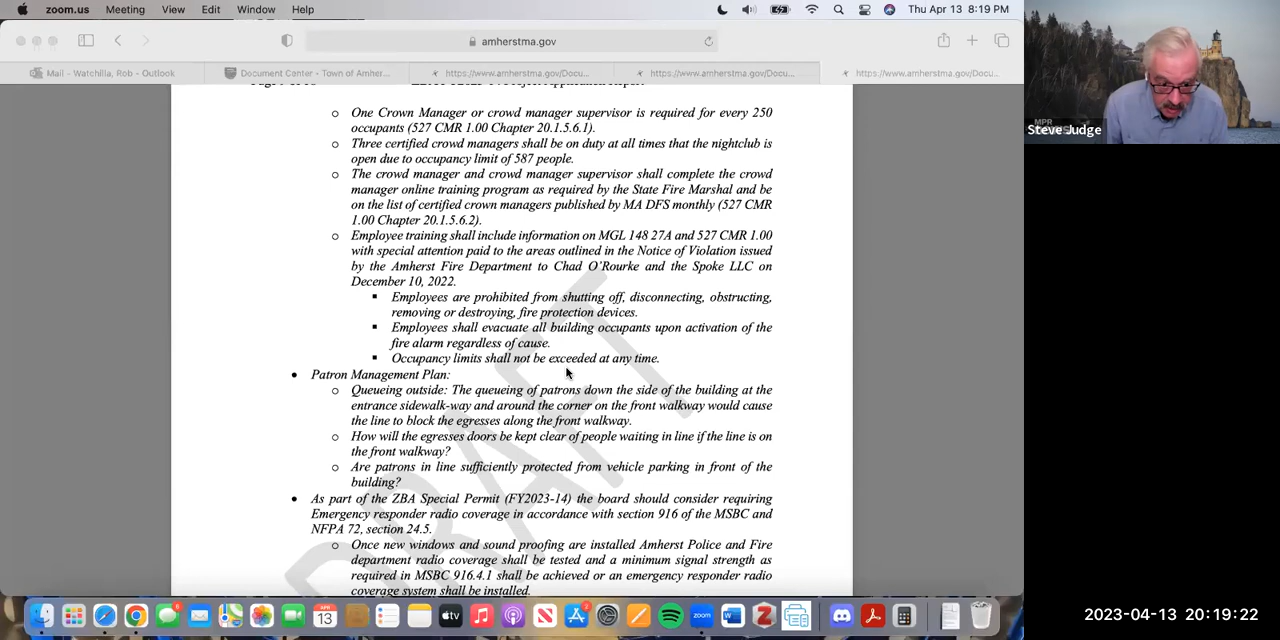 zoom.us Meeting View Edit Window Help Thu Apr 13 8:19 PM
amherstma.gov
Mail - Watchilla, Rob - Outlook Document Center - Town of Amher... https://www.amherstma.gov/Docu... https://www.amherstma.gov/Docu... https://www.amherstma.gov/Docu...
o One Crown Manager or crowd manager supervisor is required for every 250
occupants (527 CMR 1.00 Chapter 20.1.5.6.1).
o Three certified crowd managers shall be on duty at all times that the nightclub is
open due to occupancy limit of 587 people.
o The crowd manager and crowd manager supervisor shall complete the crowd
manager online training program as required by the State Fire Marshal and be
on the list of certified crown managers published by MA DFS monthly (527 CMR
1.00 Chapter 20.1.5.6.2).
o Employee training shall include information on MGL 148 27A and 527 CMR 1.00
with special attention paid to the areas outlined in the Notice of Violation issued
by the Amherst Fire Department to Chad O'Rourke and the Spoke LLC on
December 10, 2022.
▪ Employees are prohibited from shutting off, disconnecting, obstructing,
removing or destroying, fire protection devices.
▪ Employees shall evacuate all building occupants upon activation of the
fire alarm regardless of cause.
▪ Occupancy limits shall not be exceeded at any time.
• Patron Management Plan:
o Queueing outside: The queueing of patrons down the side of the building at the
entrance sidewalk-way and around the corner on the front walkway would cause
the line to block the egresses along the front walkway.
o How will the egresses doors be kept clear of people waiting in line if the line is on
the front walkway?
o Are patrons in line sufficiently protected from vehicle parking in front of the
building?
• As part of the ZBA Special Permit (FY2023-14) the board should consider requiring
Emergency responder radio coverage in accordance with section 916 of the MSBC and
NFPA 72, section 24.5.
o Once new windows and sound proofing are installed Amherst Police and Fire
department radio coverage shall be tested and a minimum signal strength as
required in MSBC 916.4.1 shall be achieved or an emergency responder radio
coverage system shall be installed.
DRAFT
MPR
Steve Judge
APR
13
tv
zoom
2023-04-13 20:19:22